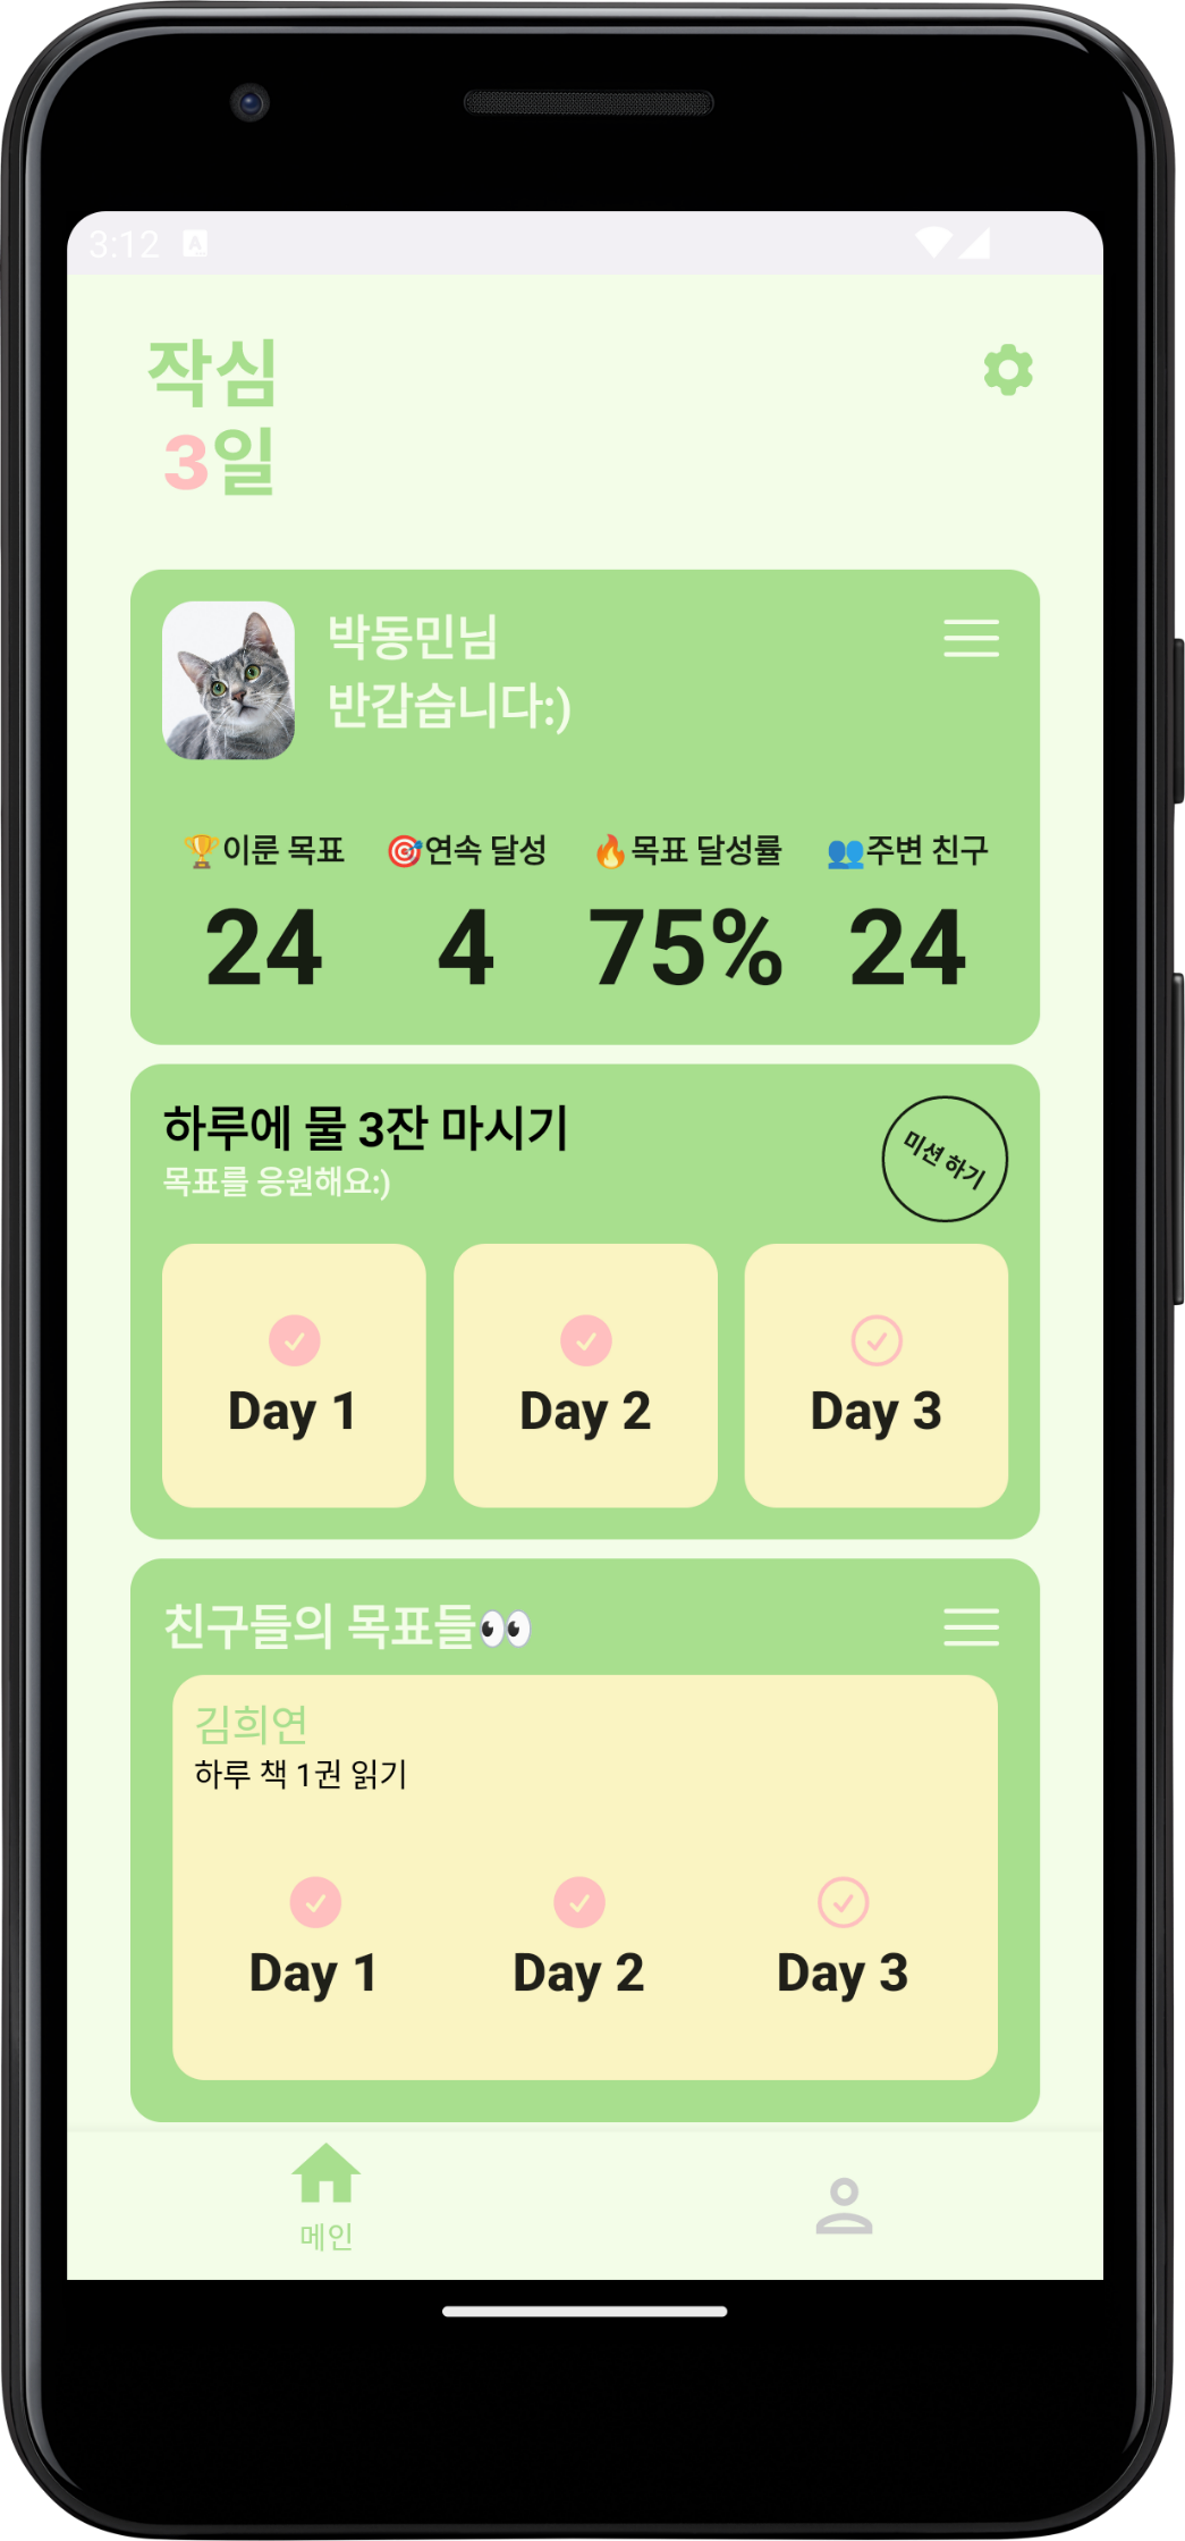 3:12 A
작심
3일
박동민님
반갑습니다:)
🏆이룬 목표 🎯연속 달성 🔥목표 달성률 👥주변 친구
24 4 75% 24
하루에 물 3잔 마시기
목표를 응원해요:)
미션 하기
Day 1 Day 2 Day 3
친구들의 목표들👀
김희연
하루 책 1권 읽기
Day 1 Day 2 Day 3
메인